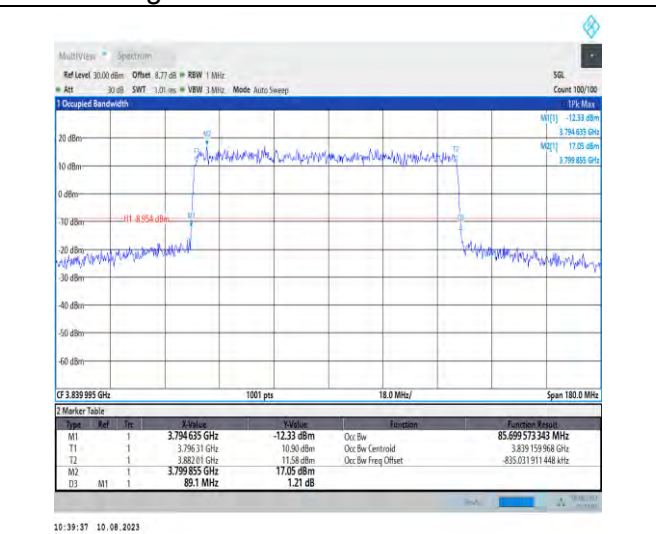 MultiView Spectrum
Ref Level 30.00 dBm Offset 8.77 dB RBW 1 MHz SGL
Att 30 dB SWT 1.01 ms VBW 3 MHz Mode Auto Sweep Count 100/100
1 Occupied Bandwidth 1Pk Max
M1[1] -12.33 dBm
3.794 635 GHz
M2[1] 17.05 dBm
3.799 855 GHz
M2
20 dBm
T1 T2
10 dBm
0 dBm
M1 D3
-10 dBm H1 -8.954 dBm
-20 dBm
-30 dBm
-40 dBm
-50 dBm
-60 dBm
CF 3.839 995 GHz 1001 pts 18.0 MHz/ Span 180.0 MHz
2 Marker Table
Type Ref Trc X-Value Y-Value Function Function Result
M1 1 3.794 635 GHz -12.33 dBm Occ Bw 85.699 573 343 MHz
T1 1 3.796 31 GHz 10.90 dBm Occ Bw Centroid 3.839 159 968 GHz
T2 1 3.882 01 GHz 11.58 dBm Occ Bw Freq Offset -835.031 911 448 kHz
M2 1 3.799 855 GHz 17.05 dBm
D3 M1 1 89.1 MHz 1.21 dB
10:39:37 10.08.2023